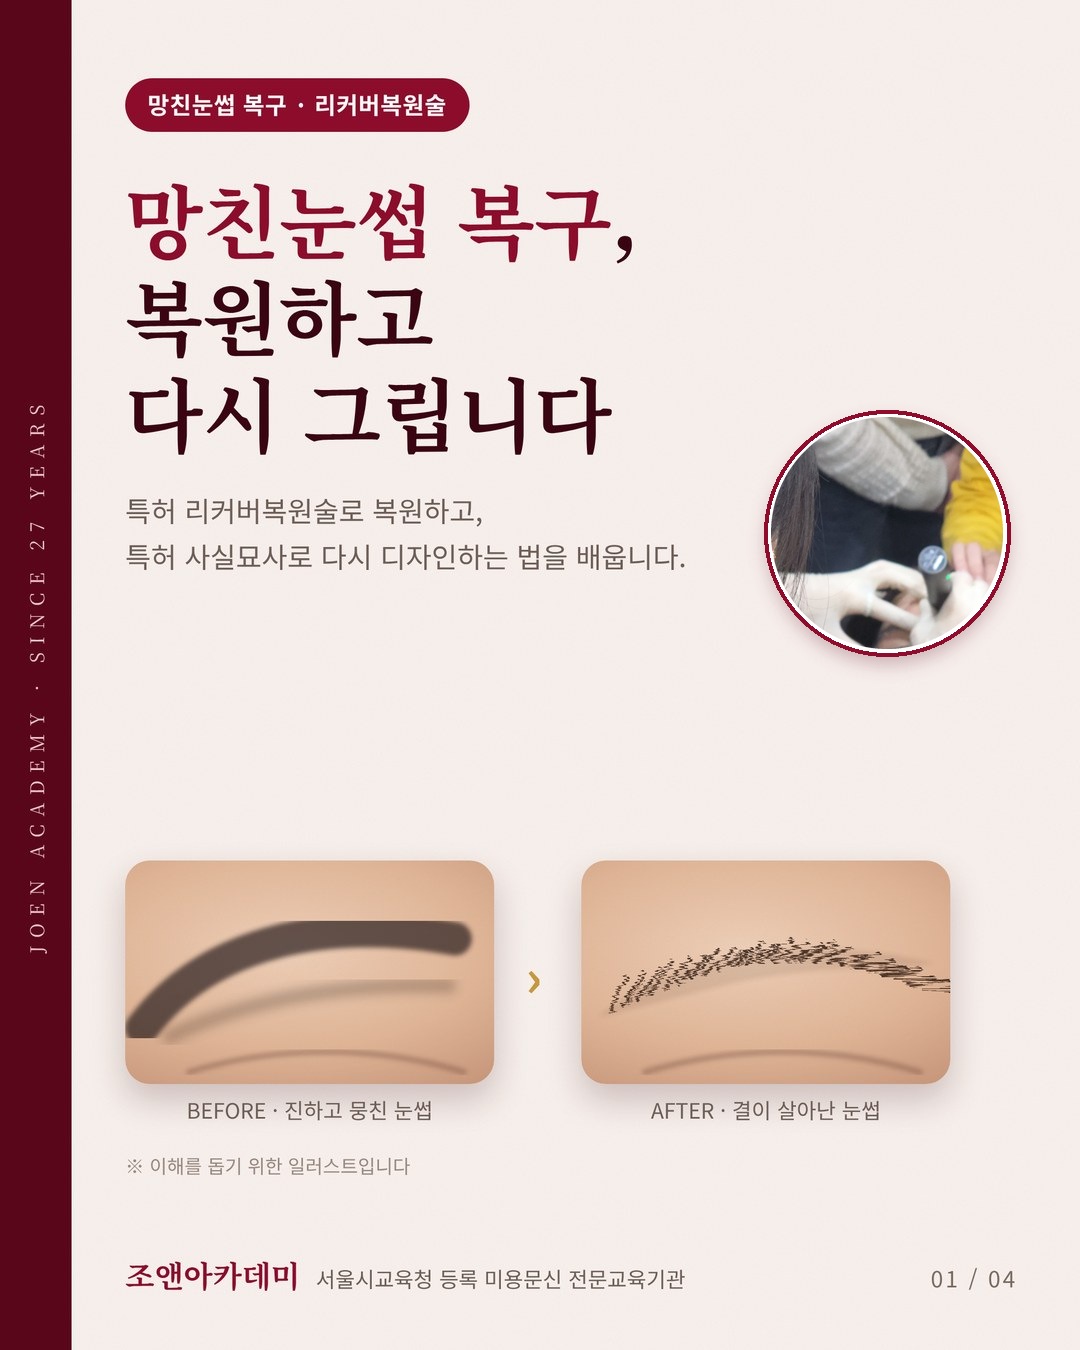 망친눈썹 복구 · 리커버복원술
망친눈썹 복구,
복원하고
다시 그립니다
특허 리커버복원술로 복원하고,
특허 사실묘사로 다시 디자인하는 법을 배웁니다.
JOEN ACADEMY · SINCE 27 YEARS
BEFORE · 진하고 뭉친 눈썹
AFTER · 결이 살아난 눈썹
※ 이해를 돕기 위한 일러스트입니다
조앤아카데미 서울시교육청 등록 미용문신 전문교육기관
01 / 04